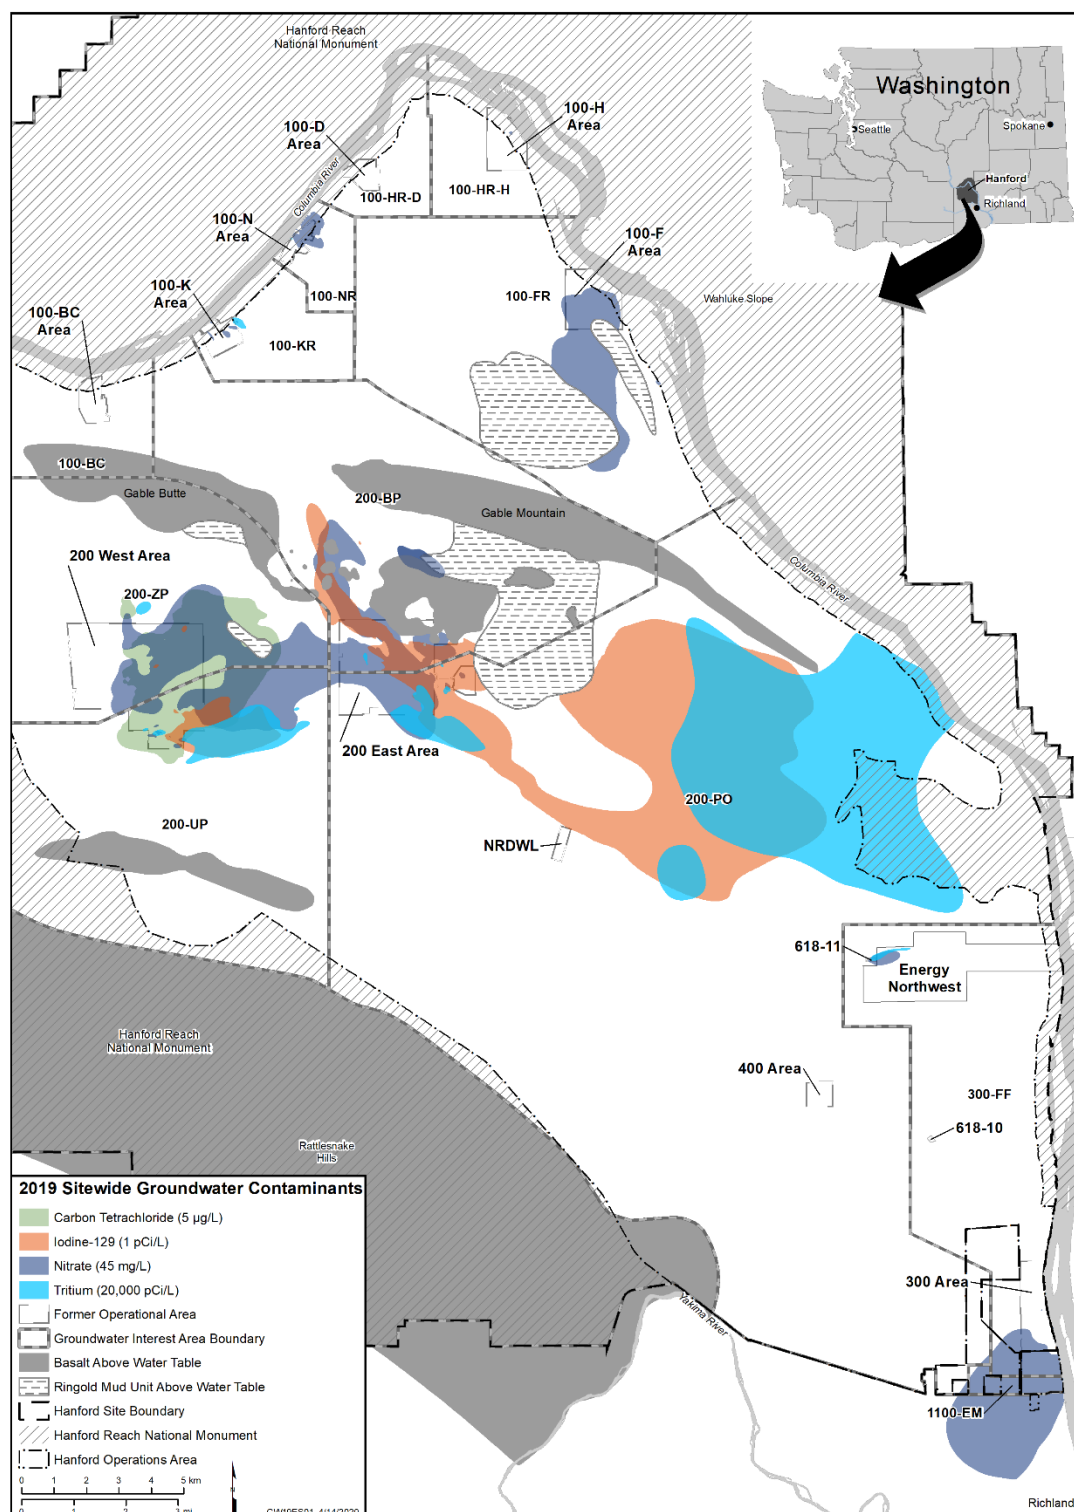 Hanford Reach
National Monument
Washington
Seattle
Spokane
Hanford
Richland
100-H
Area
100-D
Area
Columbia River
100-HR-D
100-HR-H
100-N
Area
100-F
Area
100-K
Area
100-NR
100-FR
Wahluke Slope
100-BC
Area
100-KR
100-BC
Gable Butte
200-BP
Gable Mountain
200 West Area
200-ZP
Columbia River
200 East Area
200-PO
200-UP
NRDWL
618-11
Energy
Northwest
Hanford Reach
National Monument
400 Area
300-FF
618-10
Rattlesnake
Hills
300 Area
Yakima River
1100-EM
Richland
2019 Sitewide Groundwater Contaminants
Carbon Tetrachloride (5 µg/L)
Iodine-129 (1 pCi/L)
Nitrate (45 mg/L)
Tritium (20,000 pCi/L)
Former Operational Area
Groundwater Interest Area Boundary
Basalt Above Water Table
Ringold Mud Unit Above Water Table
Hanford Site Boundary
Hanford Reach National Monument
Hanford Operations Area
0 1 2 3 4 5 km
0 1 2 3 mi